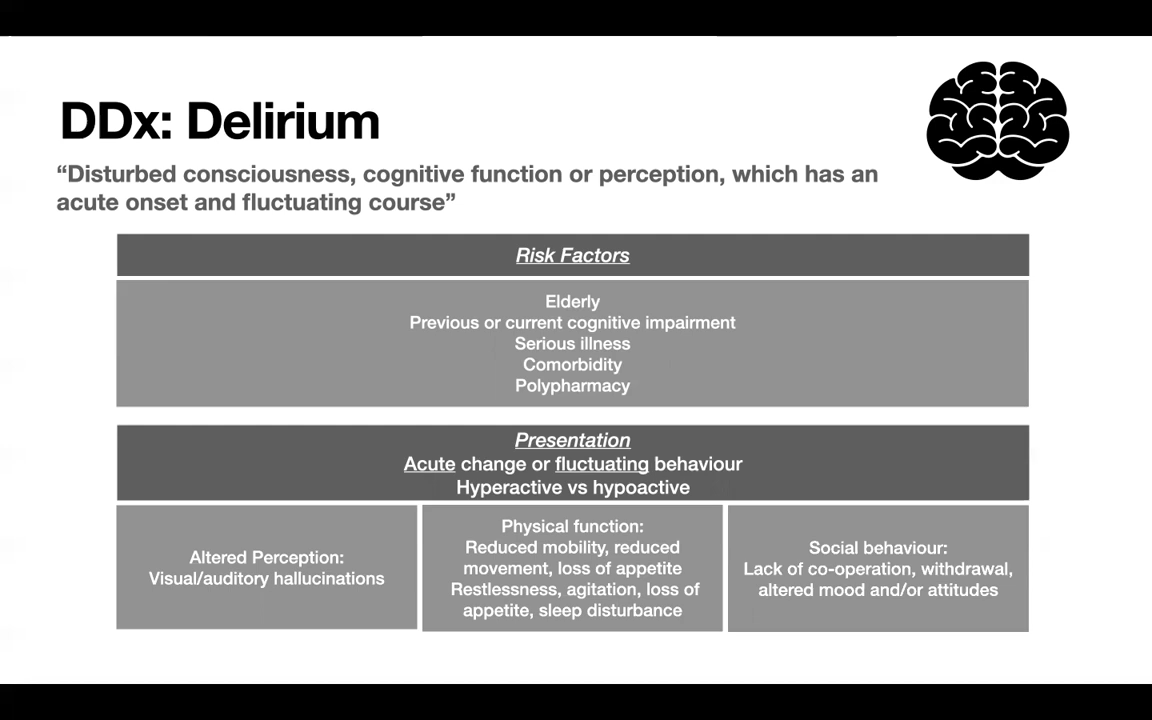 DDx: Delirium
“Disturbed consciousness, cognitive function or perception, which has an
acute onset and fluctuating course”
Risk Factors
Elderly
Previous or current cognitive impairment
Serious illness
Comorbidity
Polypharmacy
Presentation
Acute change or fluctuating behaviour
Hyperactive vs hypoactive
Altered Perception:
Visual/auditory hallucinations
Physical function:
Reduced mobility, reduced
movement, loss of appetite
Restlessness, agitation, loss of
appetite, sleep disturbance
Social behaviour:
Lack of co-operation, withdrawal,
altered mood and/or attitudes